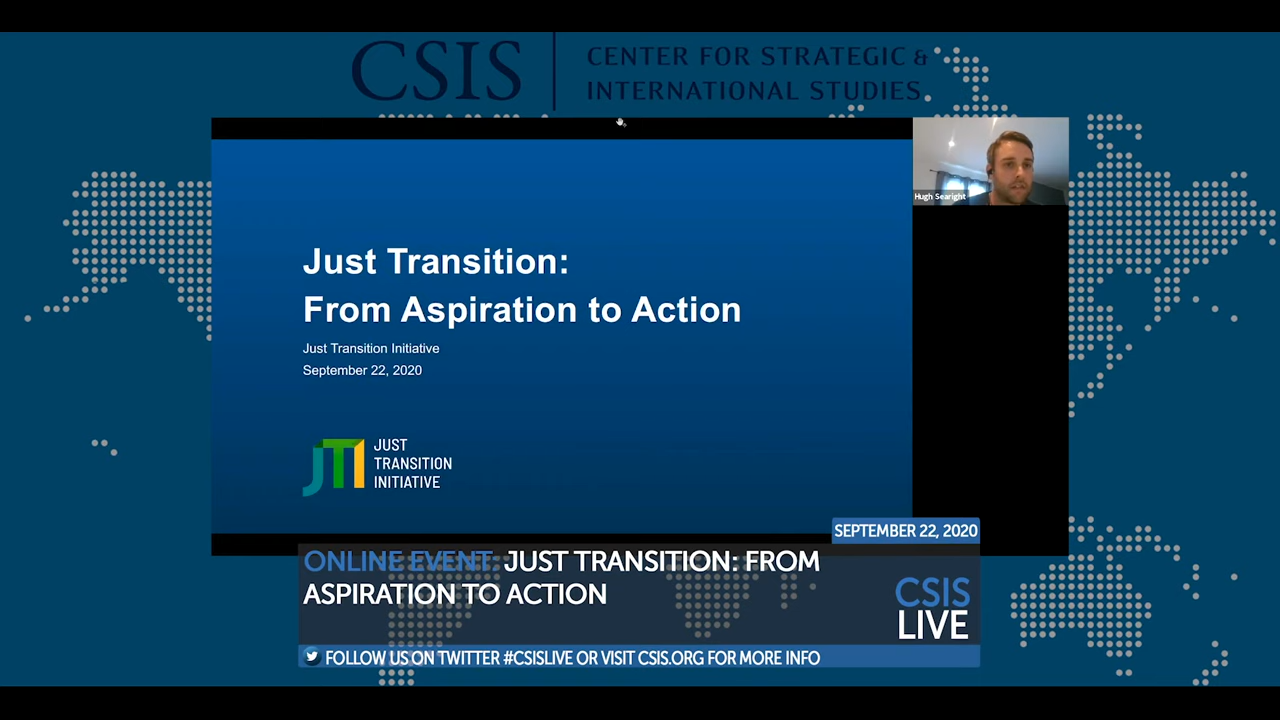 CSIS
CENTER FOR STRATEGIC &
INTERNATIONAL STUDIES
Hugh Searight
Just Transition:
From Aspiration to Action
Just Transition Initiative
September 22, 2020
JTI
JUST
TRANSITION
INITIATIVE
SEPTEMBER 22, 2020
ONLINE EVENT: JUST TRANSITION: FROM
ASPIRATION TO ACTION
CSIS
LIVE
FOLLOW US ON TWITTER #CSISLIVE OR VISIT CSIS.ORG FOR MORE INFO